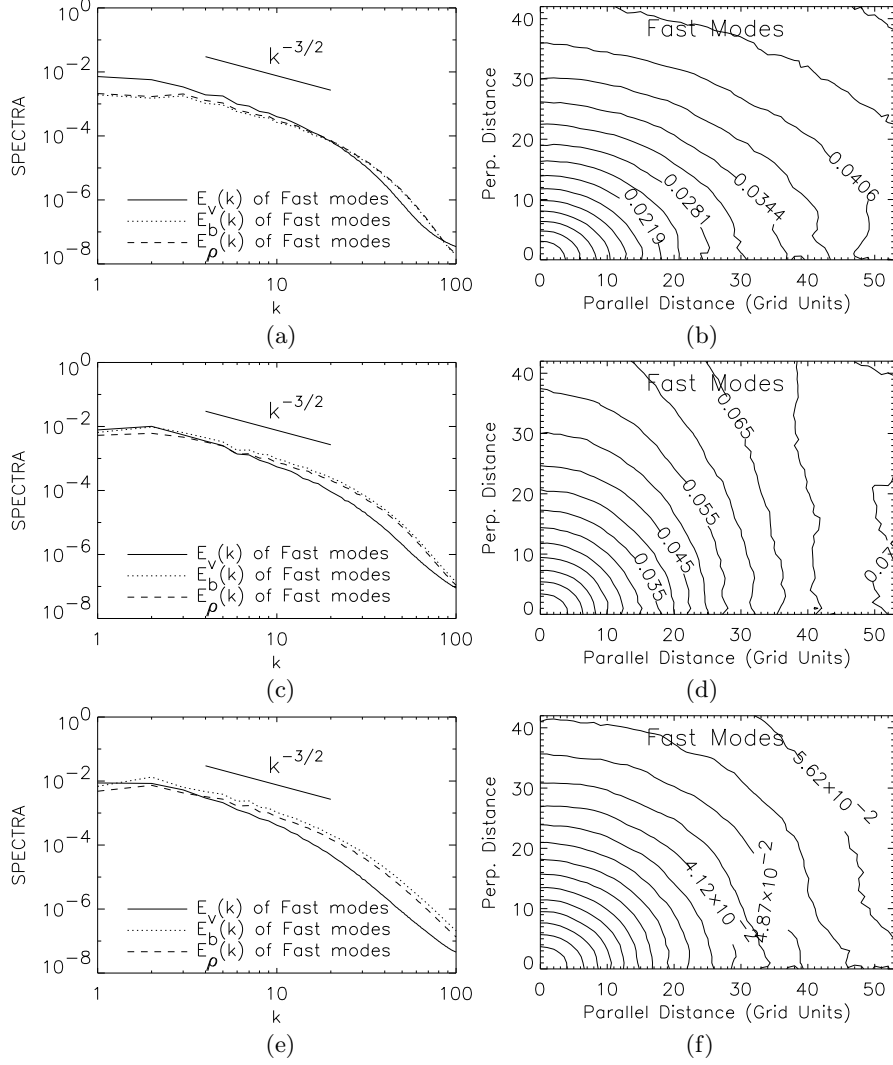 10^0
10^-2
10^-4
10^-6
10^-8
SPECTRA
k^-3/2
E_v(k) of Fast modes
E_b(k) of Fast modes
E_ρ(k) of Fast modes
1 10 100
k
(a)
Fast Modes
40
30
20
10
0
Perp. Distance
0.0219
0.0281
0.0344
0.0406
0 10 20 30 40 50
Parallel Distance (Grid Units)
(b)
10^0
10^-2
10^-4
10^-6
10^-8
SPECTRA
k^-3/2
E_v(k) of Fast modes
E_b(k) of Fast modes
E_ρ(k) of Fast modes
1 10 100
k
(c)
Fast Modes
40
30
20
10
0
Perp. Distance
0.035
0.045
0.055
0.065
0 10 20 30 40 50
Parallel Distance (Grid Units)
(d)
10^0
10^-2
10^-4
10^-6
10^-8
SPECTRA
k^-3/2
E_v(k) of Fast modes
E_b(k) of Fast modes
E_ρ(k) of Fast modes
1 10 100
k
(e)
Fast Modes
40
30
20
10
0
Perp. Distance
4.12×10^-2
4.87×10^-2
5.62×10^-2
0 10 20 30 40 50
Parallel Distance (Grid Units)
(f)